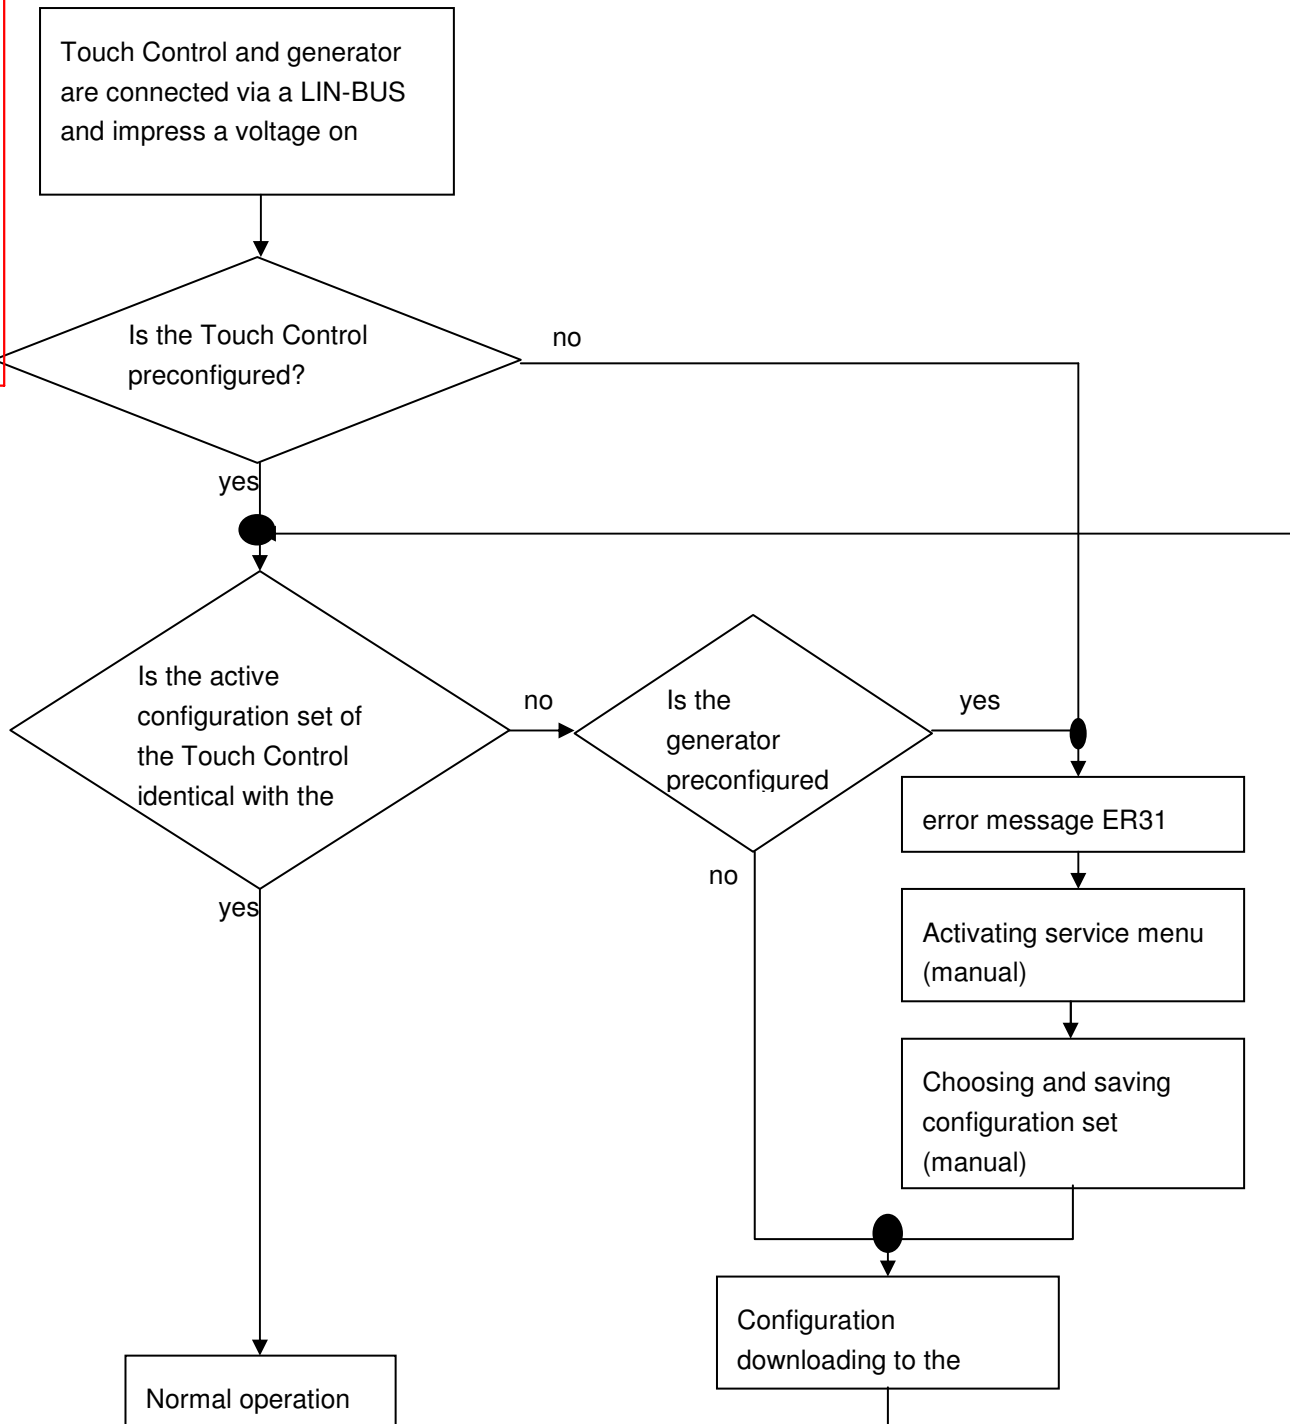 Touch Control and generator
are connected via a LIN-BUS
and impress a voltage on
Is the Touch Control
preconfigured?
no
yes
Is the active
configuration set of
the Touch Control
identical with the
no
Is the
generator
preconfigured
yes
error message ER31
no
yes
Activating service menu
(manual)
Choosing and saving
configuration set
(manual)
Configuration
downloading to the
Normal operation